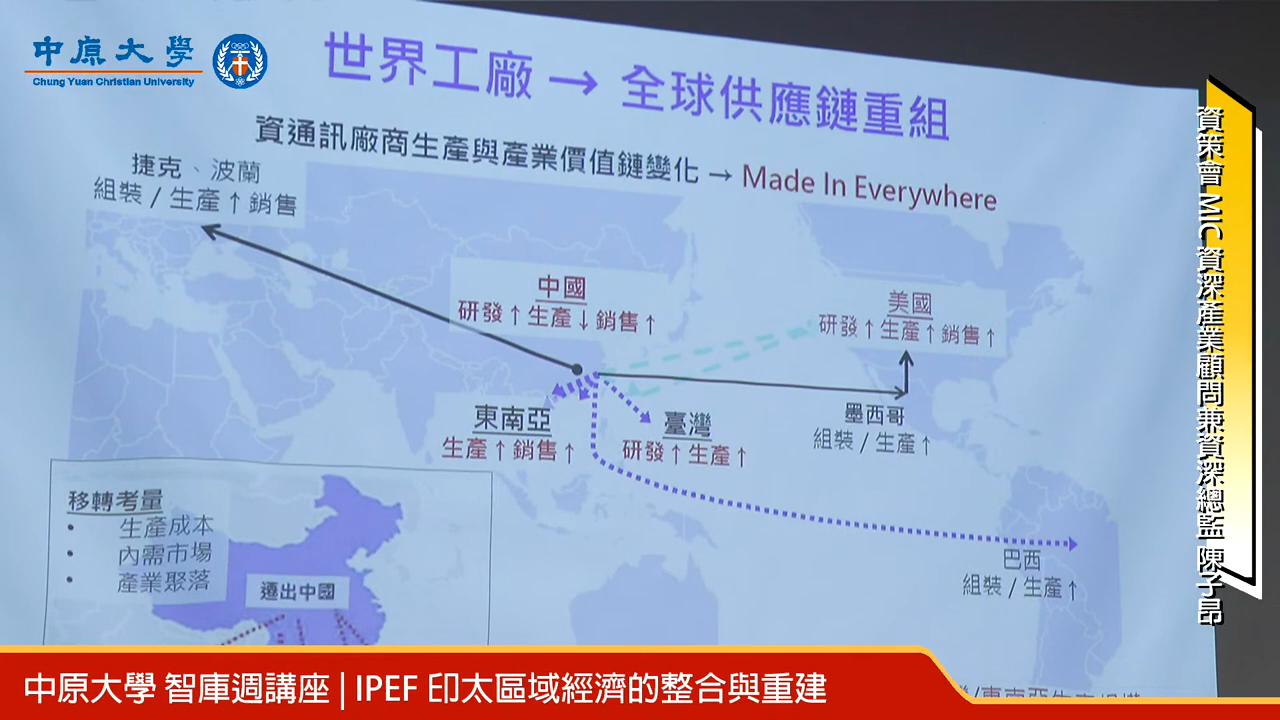 中原大學
Chung Yuan Christian University
世界工廠 → 全球供應鏈重組
資通訊廠商生產與產業價值鏈變化 → Made In Everywhere
捷克、波蘭
組裝 / 生產↑銷售
中國
研發↑生產↓銷售↑
美國
研發↑生產↑銷售↑
東南亞
生產↑銷售↑
臺灣
研發↑生產↑
墨西哥
組裝 / 生產↑
巴西
組裝 / 生產↑
移轉考量
• 生產成本
• 內需市場
• 產業聚落
遷出中國
資策會 MIC 資深產業顧問兼資深總監 陳子昂
中原大學 智庫週講座 | IPEF 印太區域經濟的整合與重建